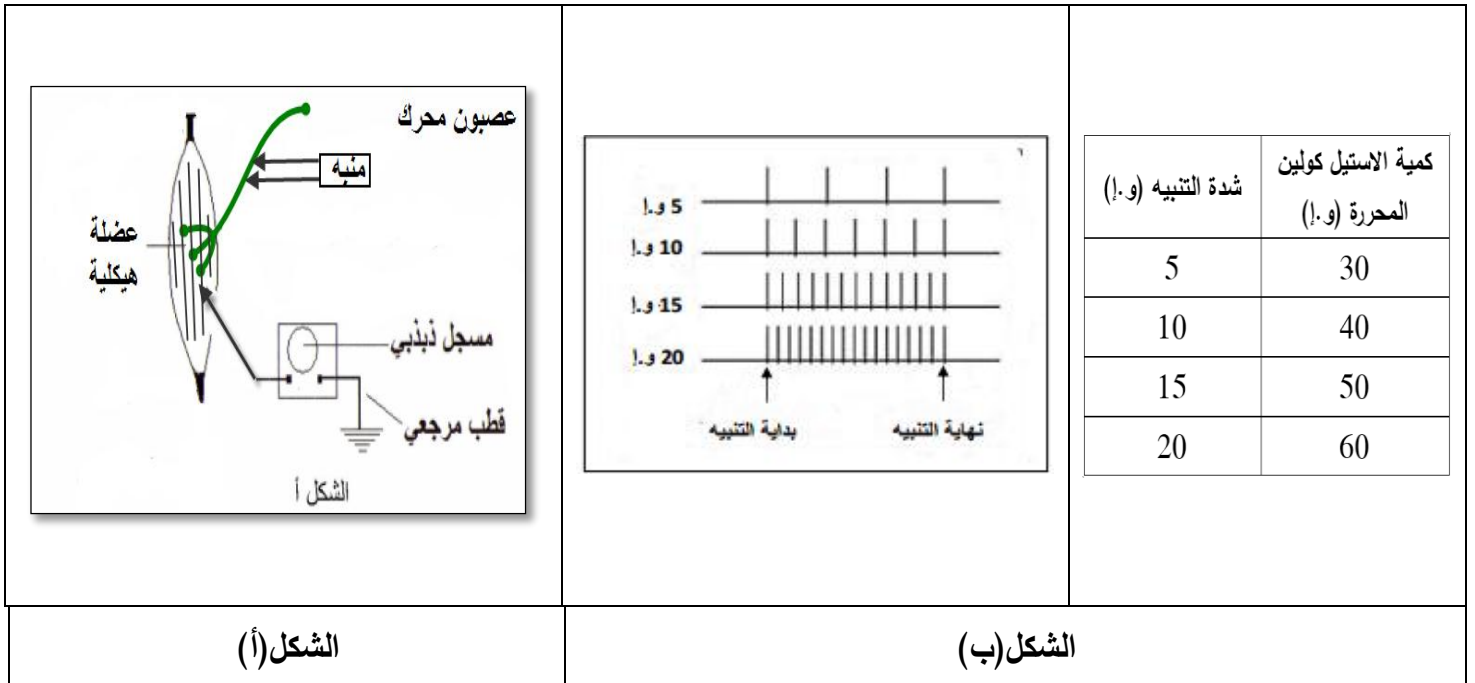 عصبون محرك
منبه
عضلة
هيكلية
مسجل ذبذبي
قطب مرجعي
الشكل أ
5 و.إ
10 و.إ
15 و.إ
20 و.إ
بداية التنبيه
نهاية التنبيه
شدة التنبيه (و.إ)
كمية الاستيل كولين
المحررة (و.إ)
5 30
10 40
15 50
20 60
الشكل(أ)
الشكل(ب)